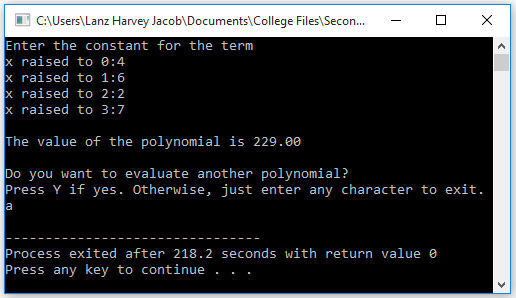 C:\Users\Lanz Harvey Jacob\Documents\College Files\Secon...
Enter the constant for the term
x raised to 0:4
x raised to 1:6
x raised to 2:2
x raised to 3:7
The value of the polynomial is 229.00
Do you want to evaluate another polynomial?
Press Y if yes. Otherwise, just enter any character to exit.
a
--------------------------------
Process exited after 218.2 seconds with return value 0
Press any key to continue . . .